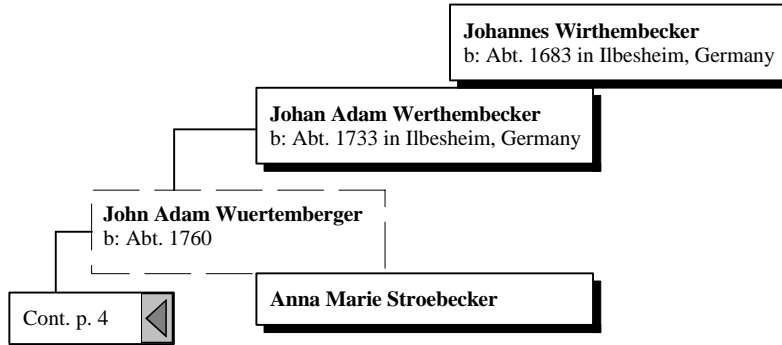 Johannes Wirthembecker
b: Abt. 1683 in Ilbesheim, Germany
Johan Adam Werthembecker
b: Abt. 1733 in Ilbesheim, Germany
John Adam Wuertemberger
b: Abt. 1760
Anna Marie Stroebecker
Cont. p. 4